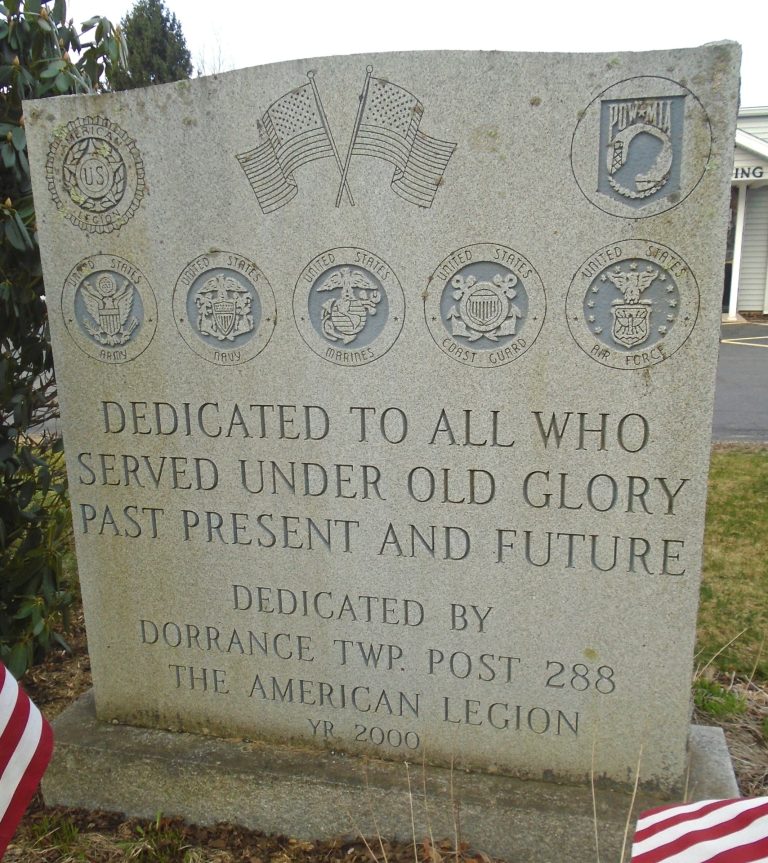 AMERICAN
US
LEGION
POW★MIA
UNITED STATES
ARMY
UNITED STATES
NAVY
UNITED STATES
MARINES
UNITED STATES
COAST GUARD
UNITED STATES
AIR FORCE
ING
DEDICATED TO ALL WHO
SERVED UNDER OLD GLORY
PAST PRESENT AND FUTURE
DEDICATED BY
DORRANCE TWP. POST 288
THE AMERICAN LEGION
YR. 2000